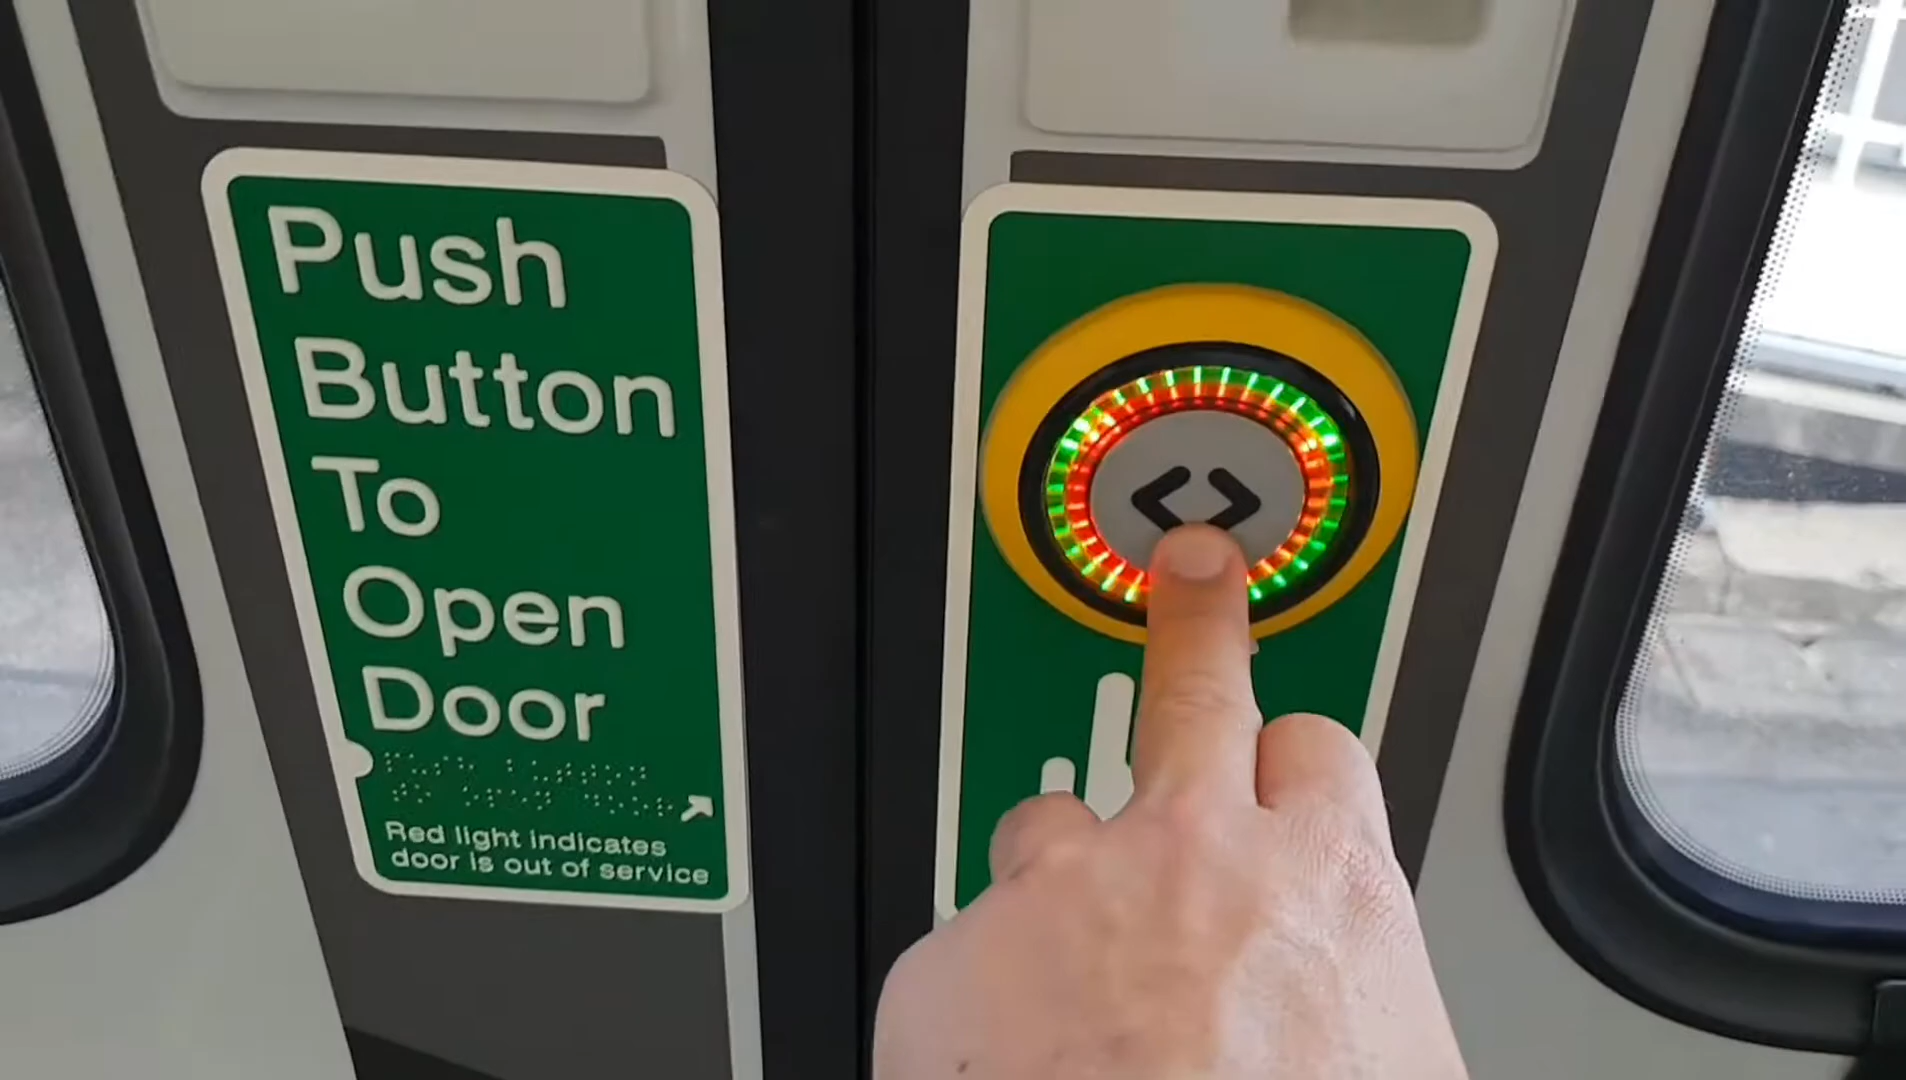 Push
Button
To
Open
Door
Red light indicates
door is out of service